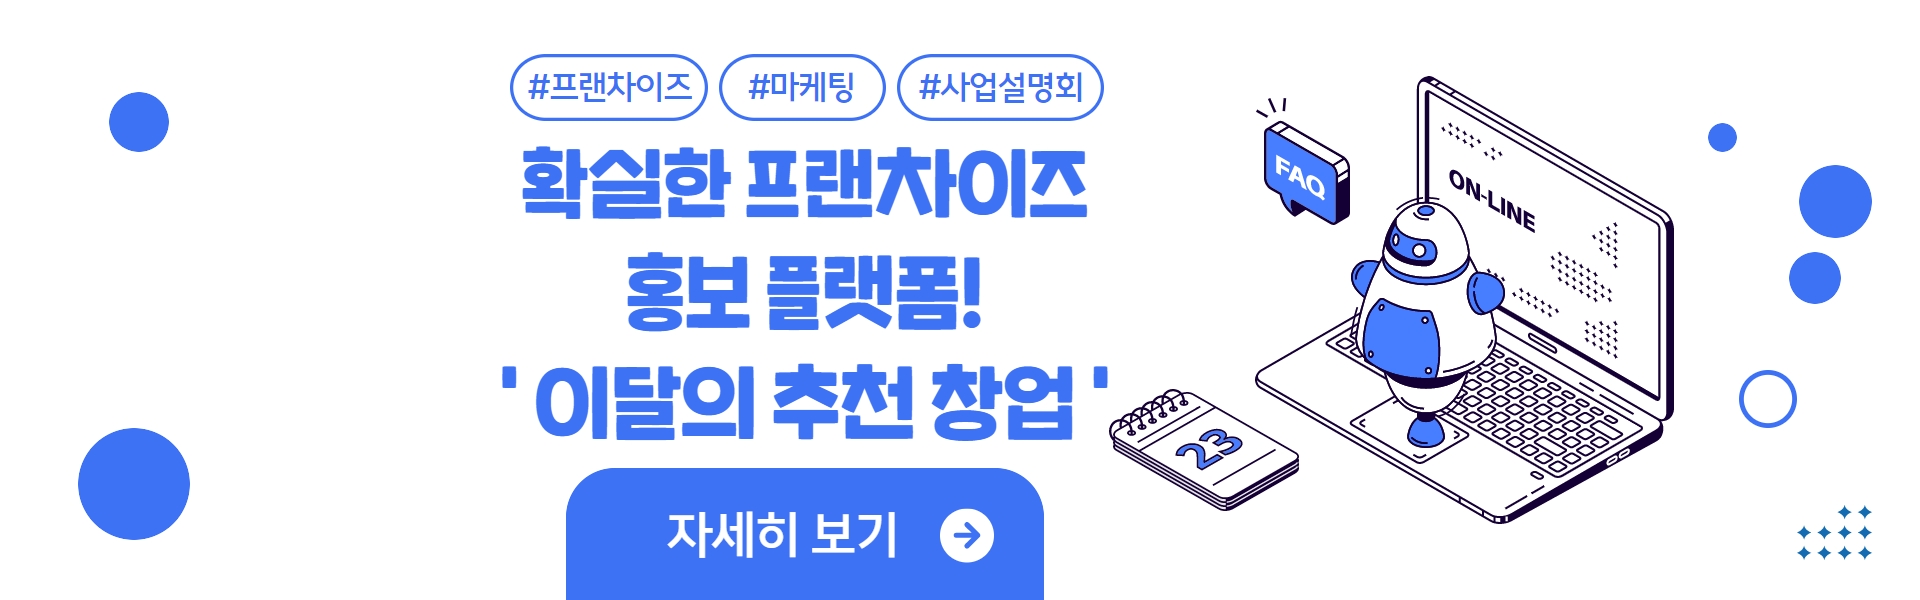 #프랜차이즈 #마케팅 #사업설명회
확실한 프랜차이즈
홍보 플랫폼!
' 이달의 추천 창업 '
자세히 보기
FAQ
ON-LINE
23